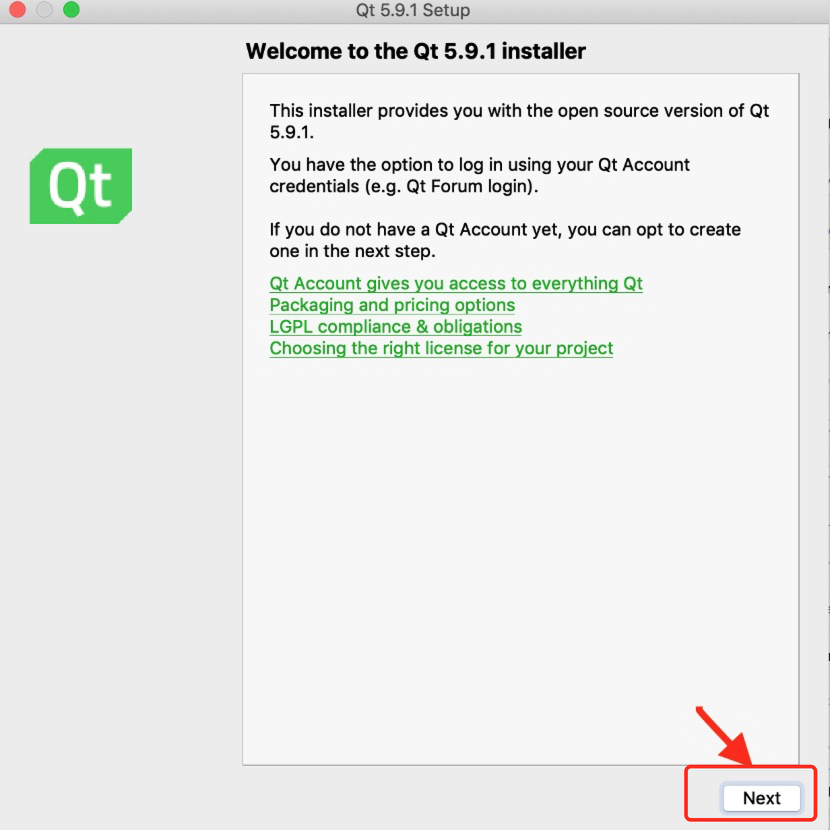 Qt 5.9.1 Setup
Welcome to the Qt 5.9.1 installer
Qt
This installer provides you with the open source version of Qt
5.9.1.
You have the option to log in using your Qt Account
credentials (e.g. Qt Forum login).
If you do not have a Qt Account yet, you can opt to create
one in the next step.
Qt Account gives you access to everything Qt
Packaging and pricing options
LGPL compliance & obligations
Choosing the right license for your project
Next